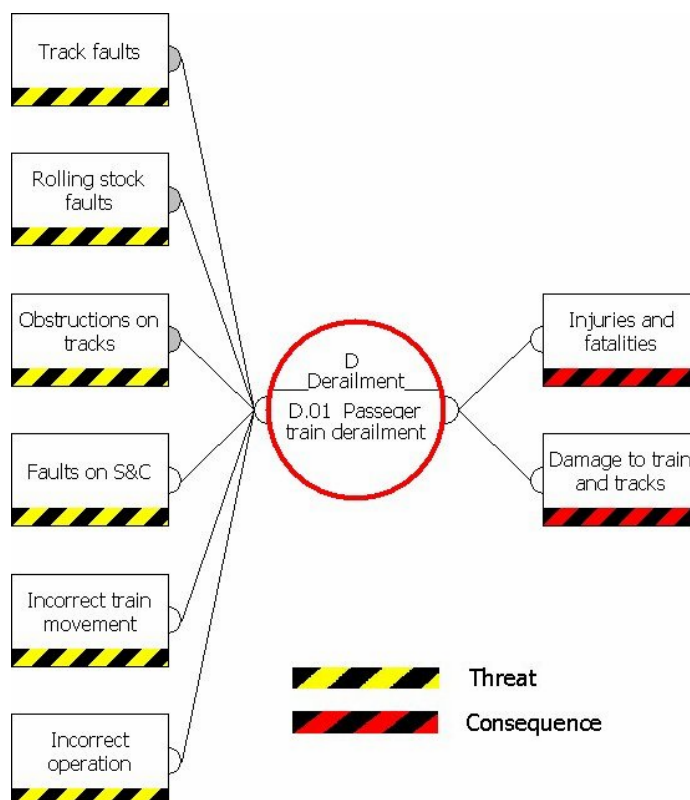 Track faults
Rolling stock
faults
Obstructions on
tracks
Faults on S&C
Incorrect train
movement
Incorrect
operation
D
Derailment
D.01 Passeger
train derailment
Injuries and
fatalities
Damage to train
and tracks
Threat
Consequence